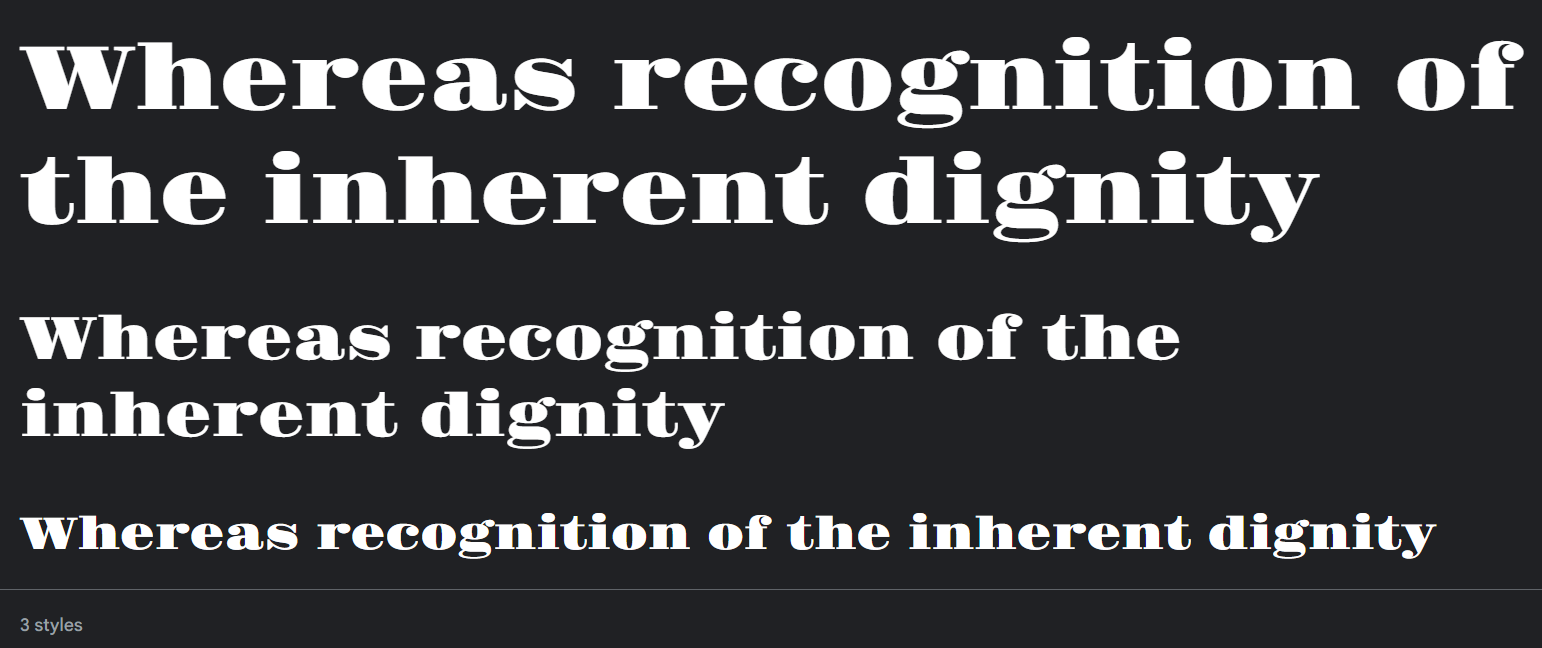 Whereas recognition of
the inherent dignity
Whereas recognition of the
inherent dignity
Whereas recognition of the inherent dignity
3 styles